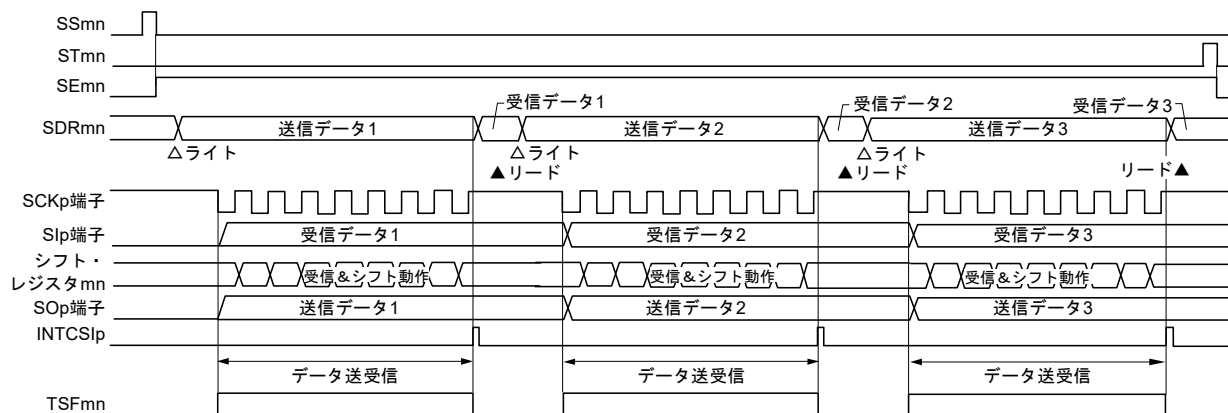 SSmn
STmn
SEmn
受信データ1
受信データ2
受信データ3
SDRmn
送信データ1
送信データ2
送信データ3
△ライト
△ライト
△ライト
▲リード
▲リード
リード▲
SCKp端子
SIp端子
受信データ1
受信データ2
受信データ3
シフト・
レジスタmn
受信&シフト動作
受信&シフト動作
受信&シフト動作
SOp端子
送信データ1
送信データ2
送信データ3
INTCSIp
データ送受信
データ送受信
データ送受信
TSFmn